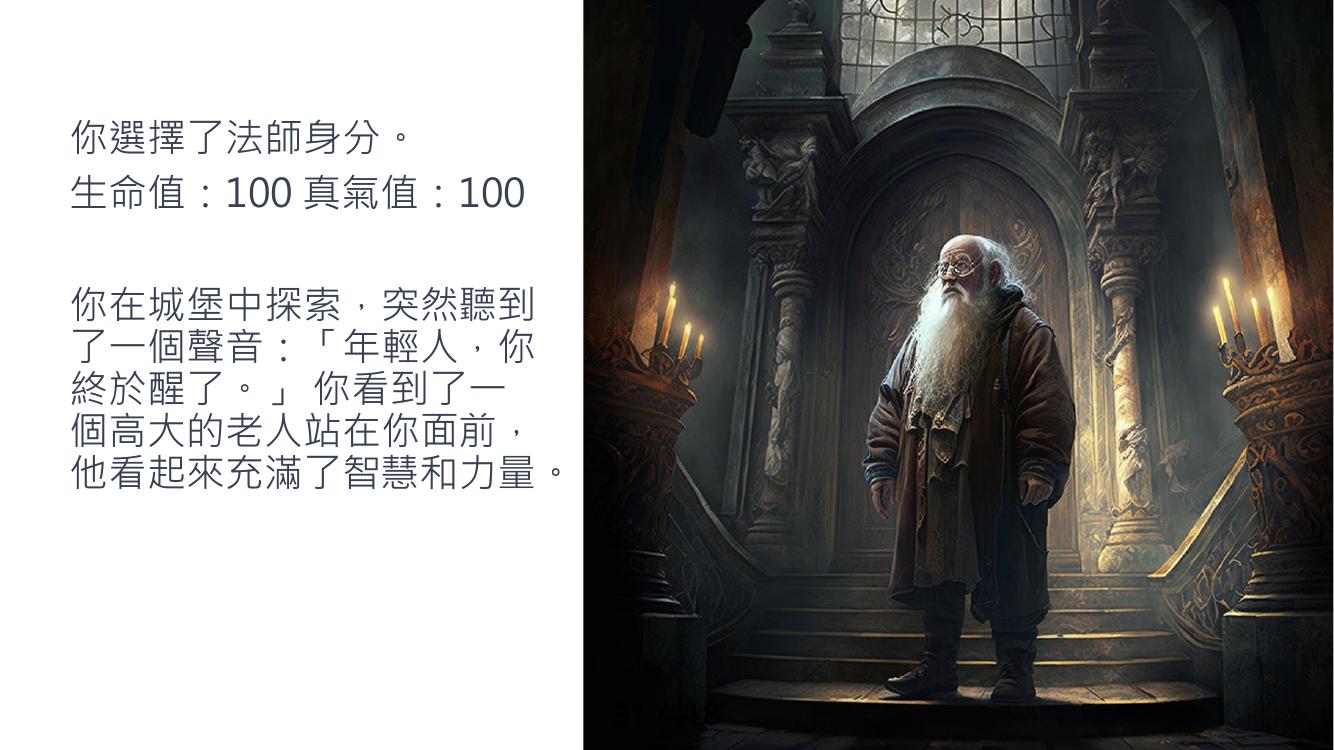 你選擇了法師身分。
生命值：100 真氣值：100
你在城堡中探索，突然聽到
了一個聲音：「年輕人，你
終於醒了。」 你看到了一
個高大的老人站在你面前，
他看起來充滿了智慧和力量。
31 / 48